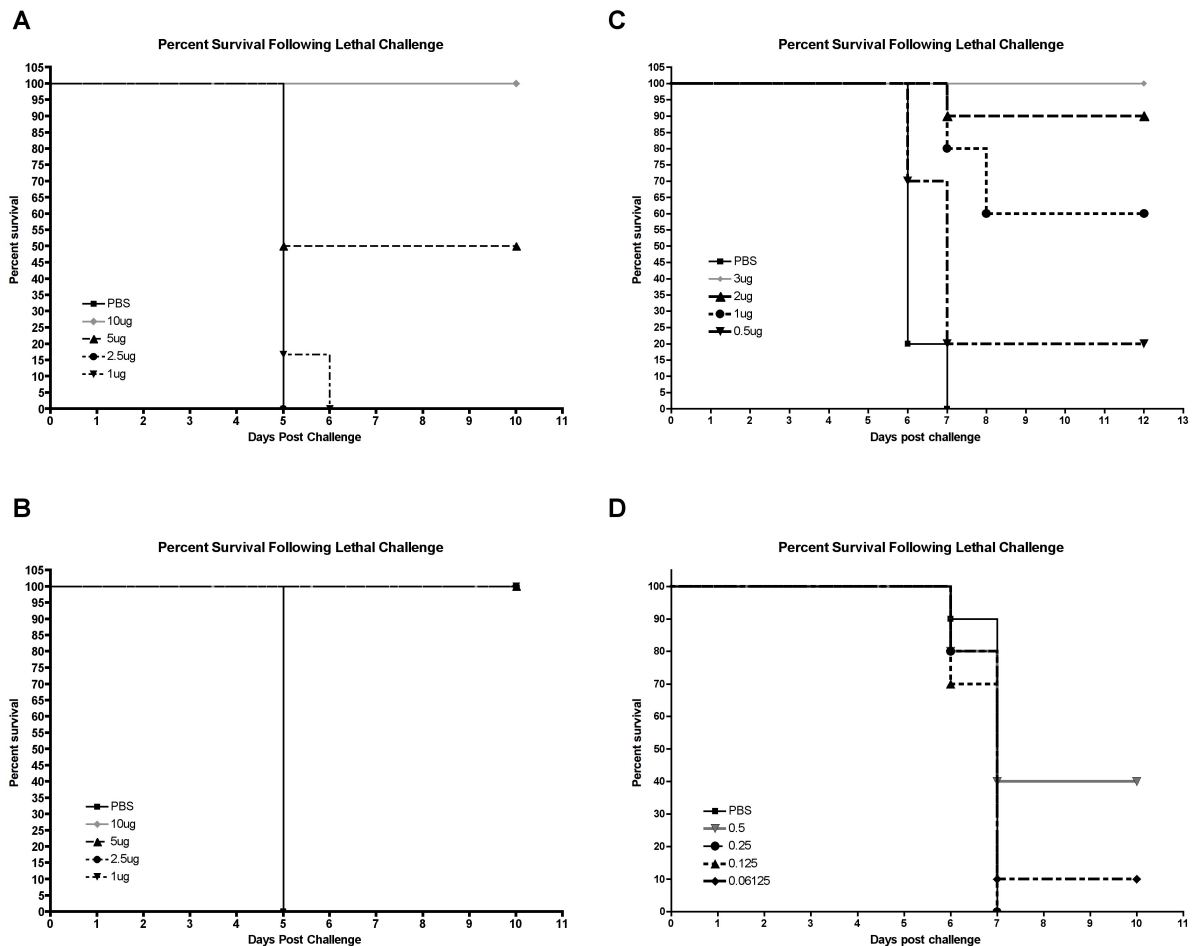 A
Percent Survival Following Lethal Challenge
105
100
95
90
85
80
75
70
65
60
55
50
45
40
35
30
25
20
15
10
5
0
Percent survival
PBS
10ug
5ug
2.5ug
1ug
0 1 2 3 4 5 6 7 8 9 10 11
Days Post Challenge
B
Percent Survival Following Lethal Challenge
105
100
95
90
85
80
75
70
65
60
55
50
45
40
35
30
25
20
15
10
5
0
Percent survival
PBS
10ug
5ug
2.5ug
1ug
0 1 2 3 4 5 6 7 8 9 10 11
Days Post Challenge
C
Percent Survival Following Lethal Challenge
105
100
95
90
85
80
75
70
65
60
55
50
45
40
35
30
25
20
15
10
5
0
Percent survival
PBS
3ug
2ug
1ug
0.5ug
0 1 2 3 4 5 6 7 8 9 10 11 12 13
Days post challenge
D
Percent Survival Following Lethal Challenge
100
90
80
70
60
50
40
30
20
10
0
Percent survival
PBS
0.5
0.25
0.125
0.06125
0 1 2 3 4 5 6 7 8 9 10 11
Days post challenge